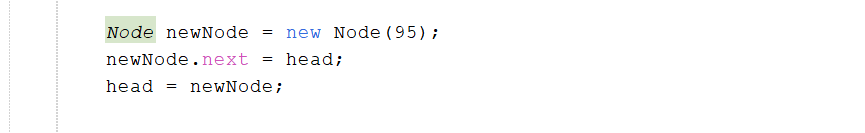 Node newNode = new Node(95);
newNode.next = head;
head = newNode;